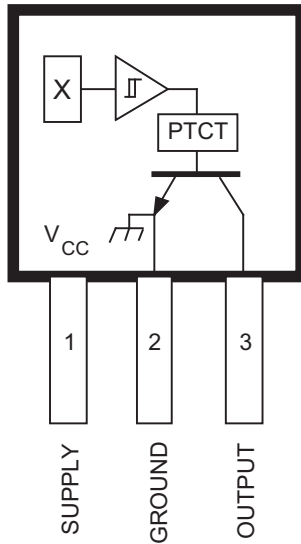 X
PTCT
VCC
1
2
3
SUPPLY
GROUND
OUTPUT